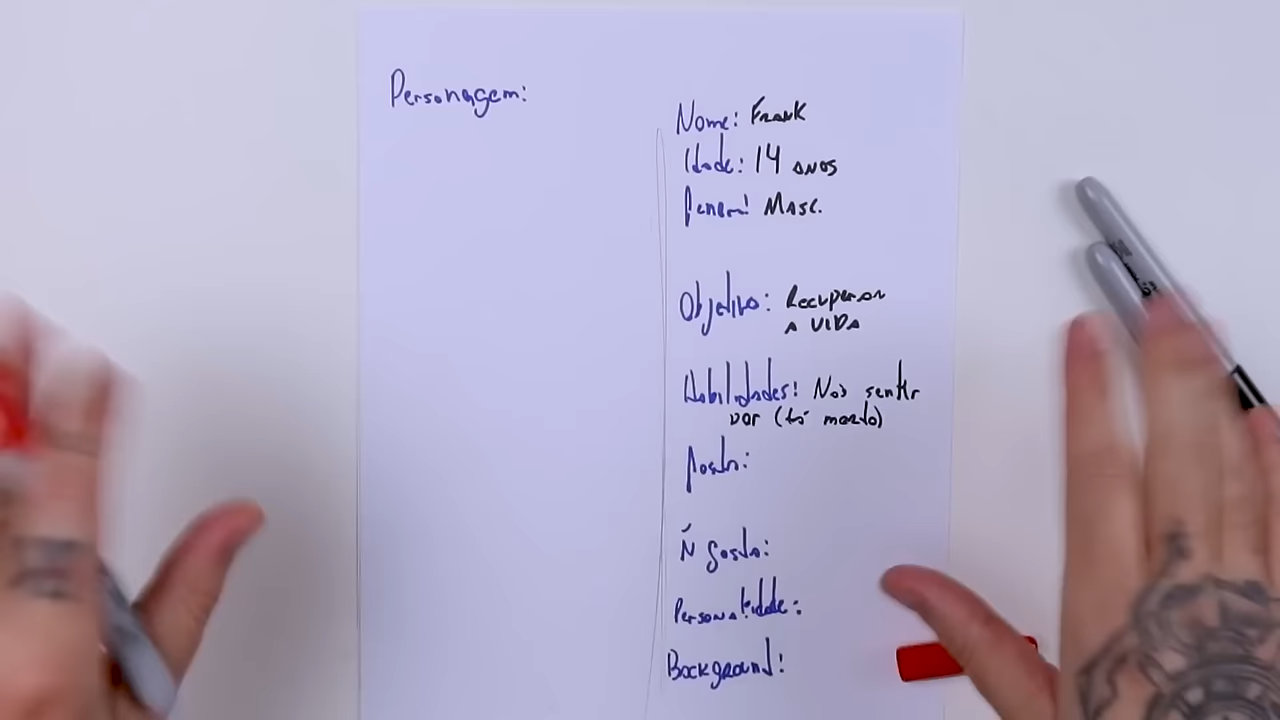 Personagem:
Nome: Frank
Idade: 14 anos
Genero: Masc.
Objetivo: Recuperar
a vida
Habilidades: Não sentir
dor (tá morto)
Gosta:
Ñ gosta:
Personalidade:
Background: